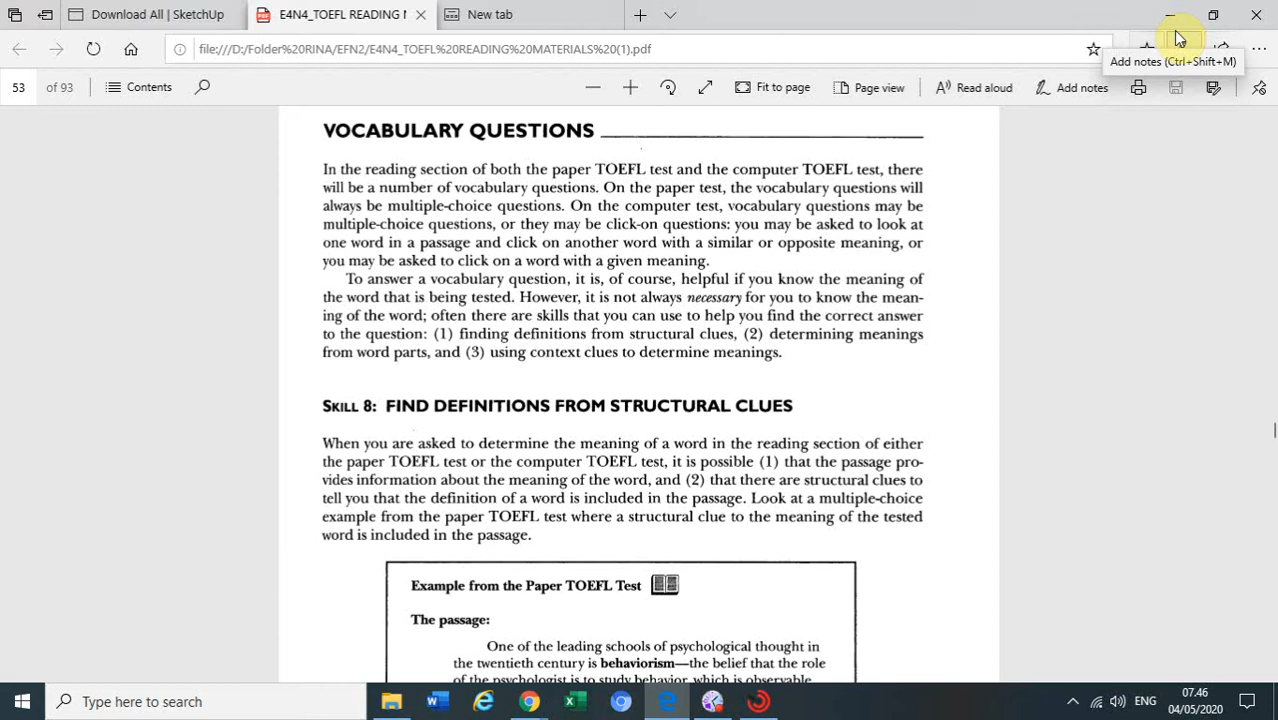 Download All | SketchUp
E4N4_TOEFL READING M
New tab
file:///D:/Folder%20RINA/EFN2/E4N4_TOEFL%20READING%20MATERIALS%20(1).pdf
Add notes (Ctrl+Shift+M)
53 of 93
Contents
Fit to page
Page view
Read aloud
Add notes
VOCABULARY QUESTIONS
In the reading section of both the paper TOEFL test and the computer TOEFL test, there
will be a number of vocabulary questions. On the paper test, the vocabulary questions will
always be multiple-choice questions. On the computer test, vocabulary questions may be
multiple-choice questions, or they may be click-on questions: you may be asked to look at
one word in a passage and click on another word with a similar or opposite meaning, or
you may be asked to click on a word with a given meaning.
To answer a vocabulary question, it is, of course, helpful if you know the meaning of
the word that is being tested. However, it is not always necessary for you to know the mean-
ing of the word; often there are skills that you can use to help you find the correct answer
to the question: (1) finding definitions from structural clues, (2) determining meanings
from word parts, and (3) using context clues to determine meanings.
SKILL 8: FIND DEFINITIONS FROM STRUCTURAL CLUES
When you are asked to determine the meaning of a word in the reading section of either
the paper TOEFL test or the computer TOEFL test, it is possible (1) that the passage pro-
vides information about the meaning of the word, and (2) that there are structural clues to
tell you that the definition of a word is included in the passage. Look at a multiple-choice
example from the paper TOEFL test where a structural clue to the meaning of the tested
word is included in the passage.
Example from the Paper TOEFL Test
The passage:
One of the leading schools of psychological thought in
the twentieth century is behaviorism—the belief that the role
of the psychologist is to study behavior, which is observable
Type here to search
ENG
07.46
04/05/2020